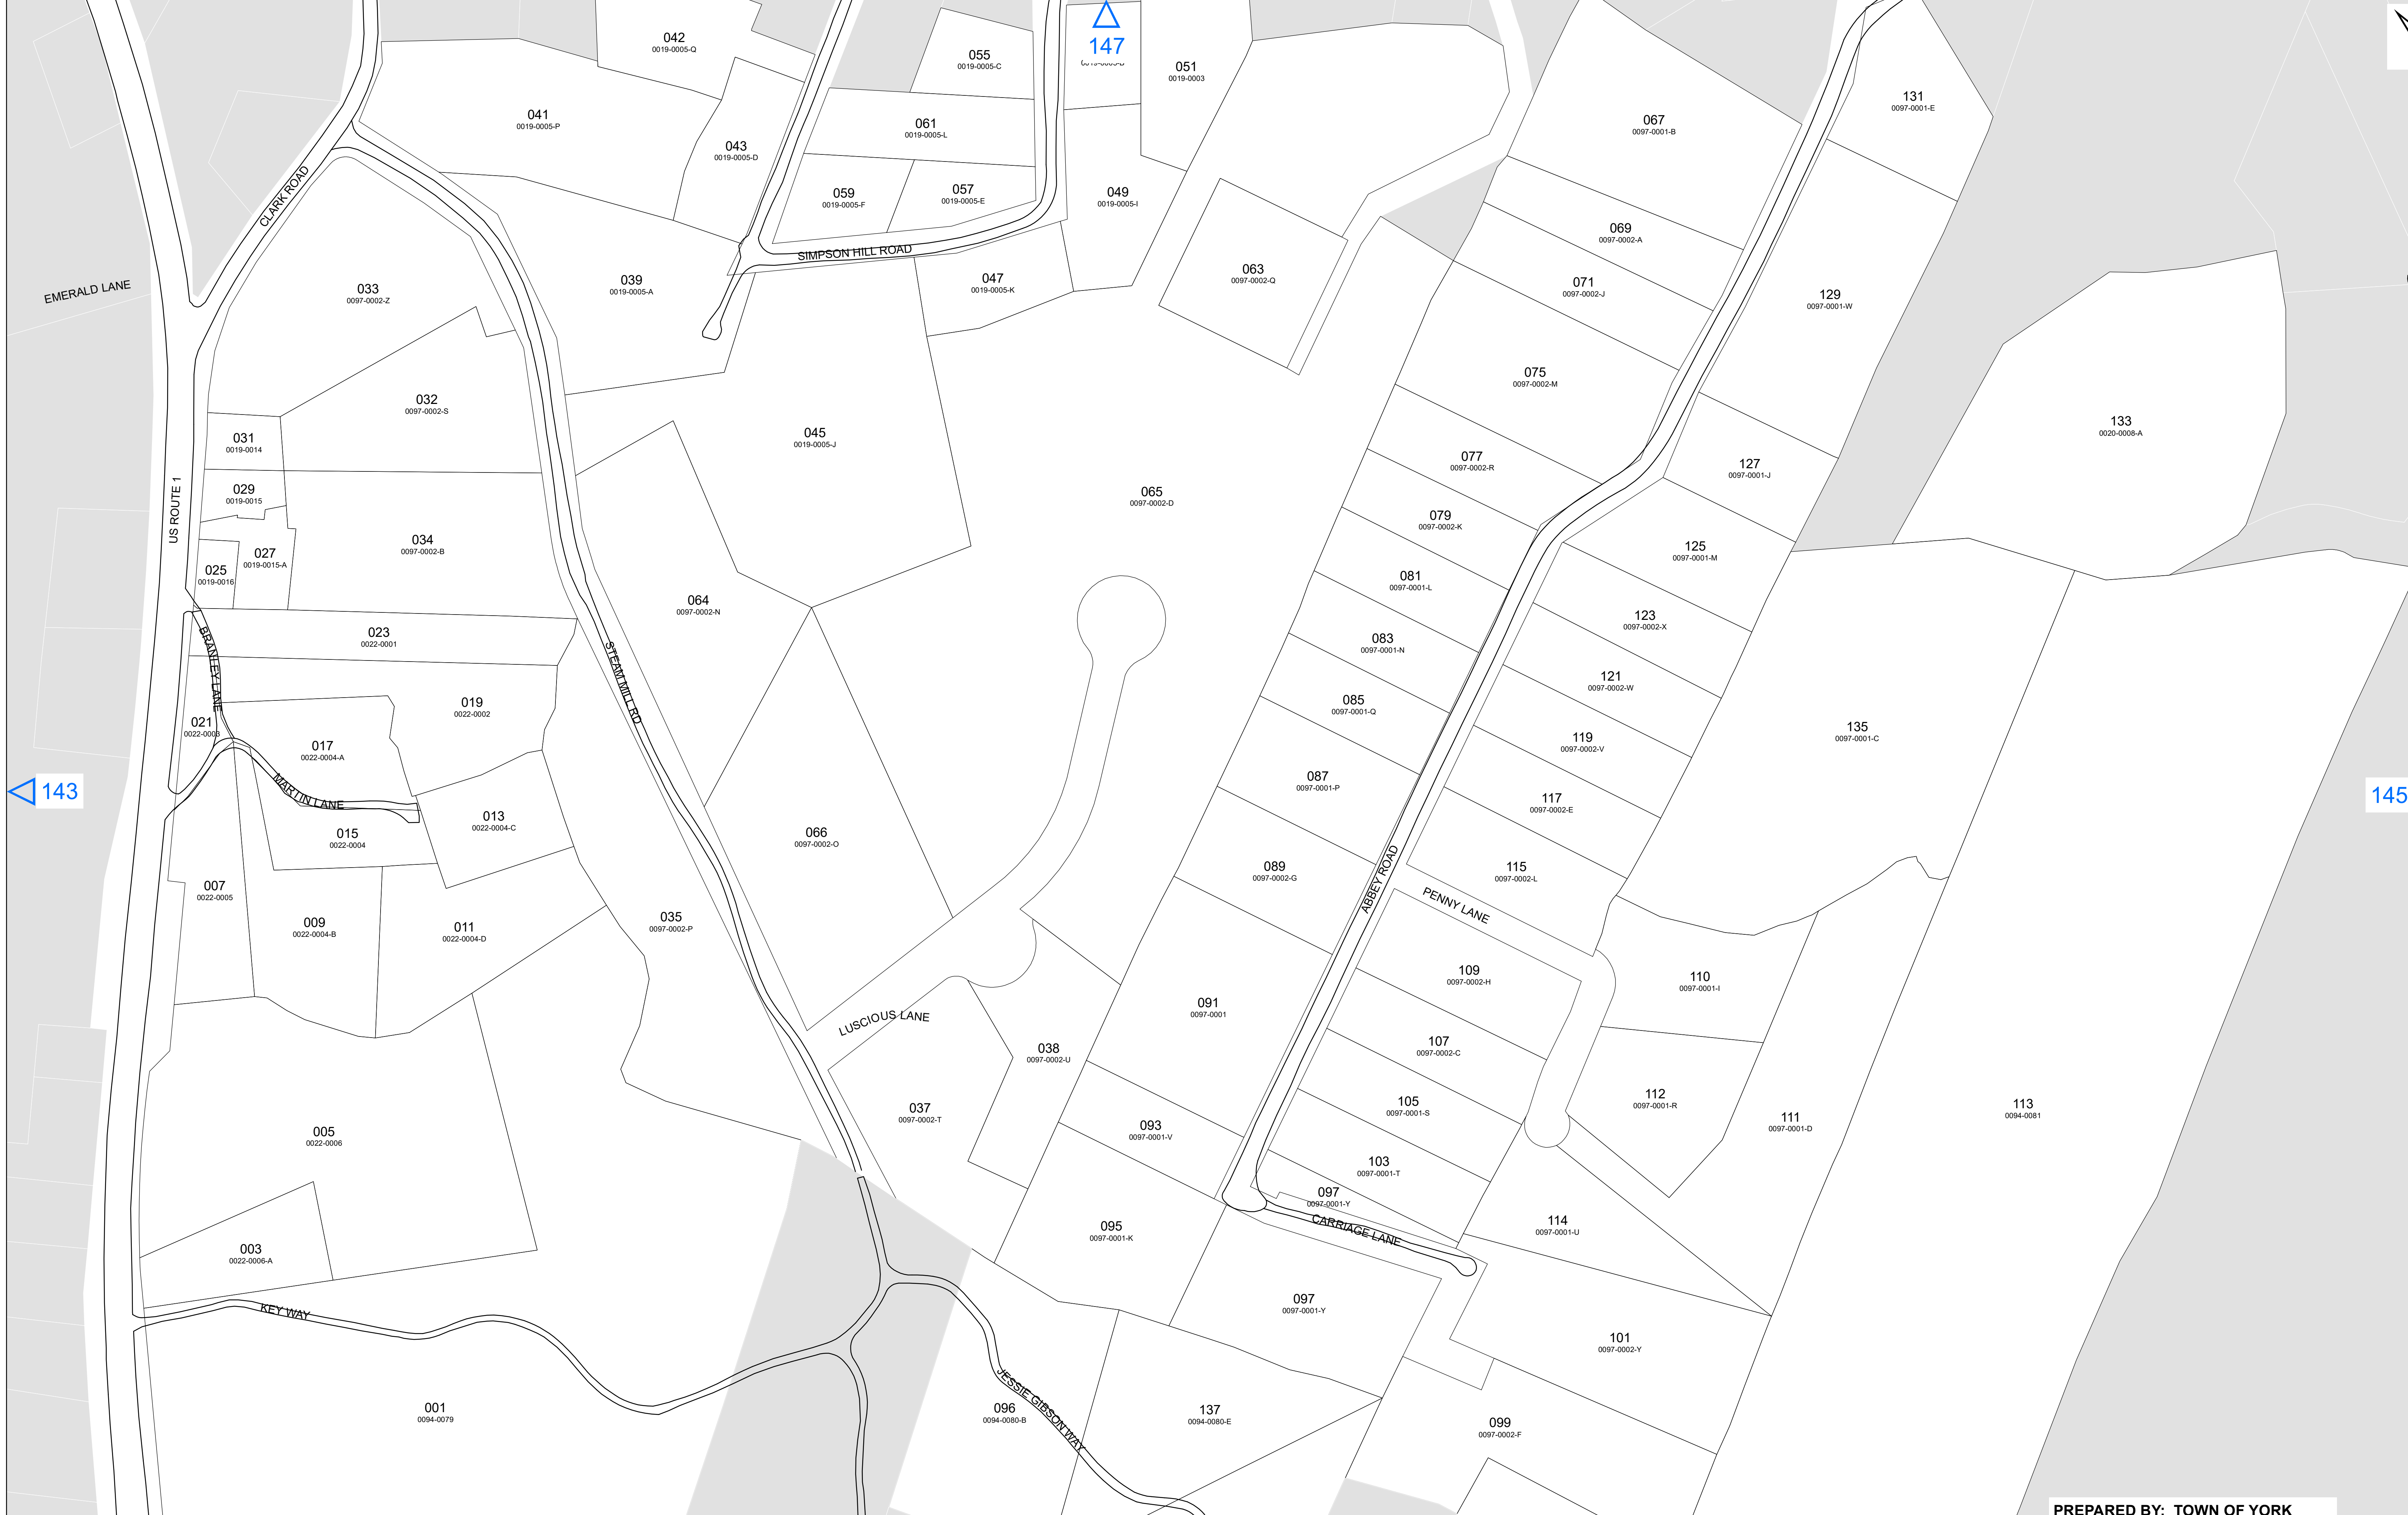 042
0019-0005-Q
055
0019-0005-C
147
051
0019-0003
041
0019-0005-P
043
0019-0005-D
061
0019-0005-L
067
0097-0001-B
131
0097-0001-E
CLARK ROAD
059
0019-0005-F
057
0019-0005-E
049
0019-0005-I
069
0097-0002-A
SIMPSON HILL ROAD
EMERALD LANE
033
0097-0002-Z
039
0019-0005-A
047
0019-0005-K
063
0097-0002-Q
071
0097-0002-J
129
0097-0001-W
032
0097-0002-S
075
0097-0002-M
031
0019-0014
045
0019-0005-J
133
0020-0008-A
077
0097-0002-R
127
0097-0001-J
US ROUTE 1
029
0019-0015
065
0097-0002-D
079
0097-0002-K
034
0097-0002-B
027
0019-0015-A
025
0019-0016
125
0097-0001-M
081
0097-0001-L
064
0097-0002-N
023
0022-0001
083
0097-0001-N
123
0097-0002-X
BRANLEY LANE
STEAM MILL RD
019
0022-0002
085
0097-0001-Q
121
0097-0002-W
021
0022-0003
017
0022-0004-A
119
0097-0002-V
135
0097-0001-C
143
MARTIN LANE
087
0097-0001-P
117
0097-0002-E
145
013
0022-0004-C
015
0022-0004
066
0097-0002-O
089
0097-0002-G
ABBEY ROAD
115
0097-0002-L
007
0022-0005
PENNY LANE
009
0022-0004-B
011
0022-0004-D
035
0097-0002-P
109
0097-0002-H
110
0097-0001-I
091
0097-0001
LUSCIOUS LANE
038
0097-0002-U
107
0097-0002-C
037
0097-0002-T
105
0097-0001-S
112
0097-0001-R
111
0097-0001-D
113
0094-0081
005
0022-0006
093
0097-0001-V
103
0097-0001-T
097
0097-0001-Y
CARRIAGE LANE
114
0097-0001-U
003
0022-0006-A
095
0097-0001-K
KEY WAY
097
0097-0001-Y
101
0097-0002-Y
001
0094-0079
096
0094-0080-B
JESSIE GIBSON WAY
137
0094-0080-E
099
0097-0002-F
PREPARED BY: TOWN OF YORK